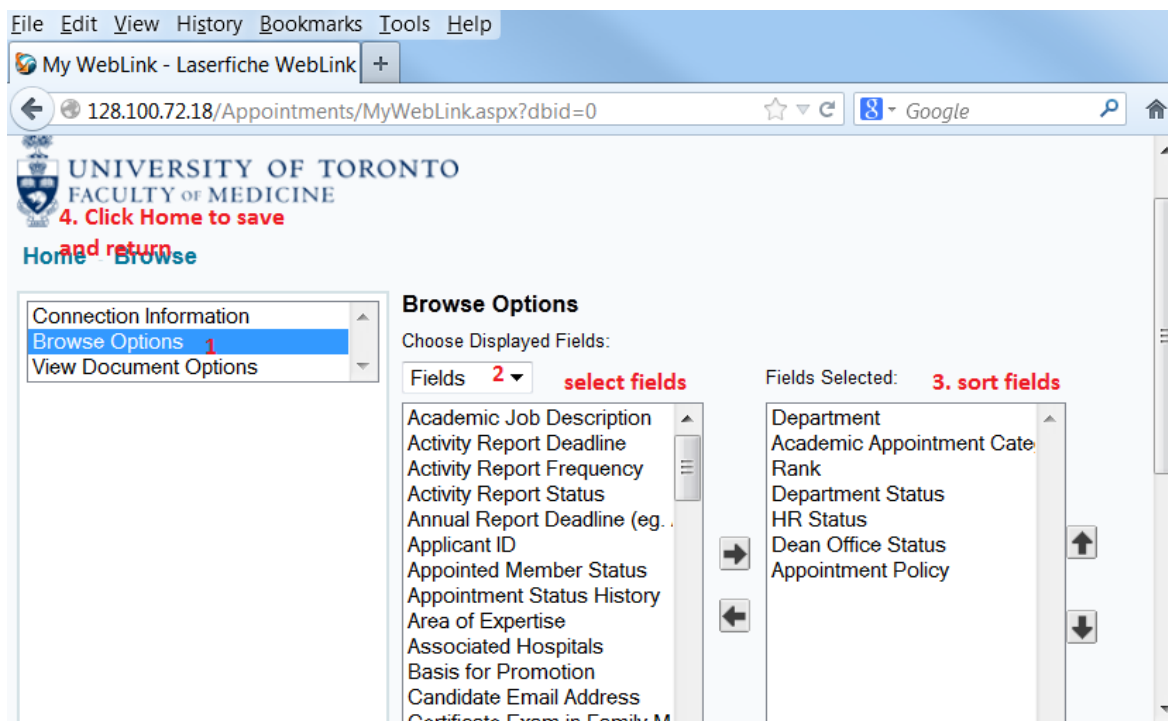 File Edit View History Bookmarks Tools Help
My WebLink - Laserfiche WebLink +
128.100.72.18/Appointments/MyWebLink.aspx?dbid=0
8 Google
UNIVERSITY OF TORONTO
FACULTY OF MEDICINE
4. Click Home to save
and return
Home Browse
Connection Information
Browse Options 1
View Document Options
Browse Options
Choose Displayed Fields:
Fields 2 select fields
Academic Job Description
Activity Report Deadline
Activity Report Frequency
Activity Report Status
Annual Report Deadline (eg.
Applicant ID
Appointed Member Status
Appointment Status History
Area of Expertise
Associated Hospitals
Basis for Promotion
Candidate Email Address
Certificate Exam in Family M
Fields Selected: 3. sort fields
Department
Academic Appointment Cate
Rank
Department Status
HR Status
Dean Office Status
Appointment Policy